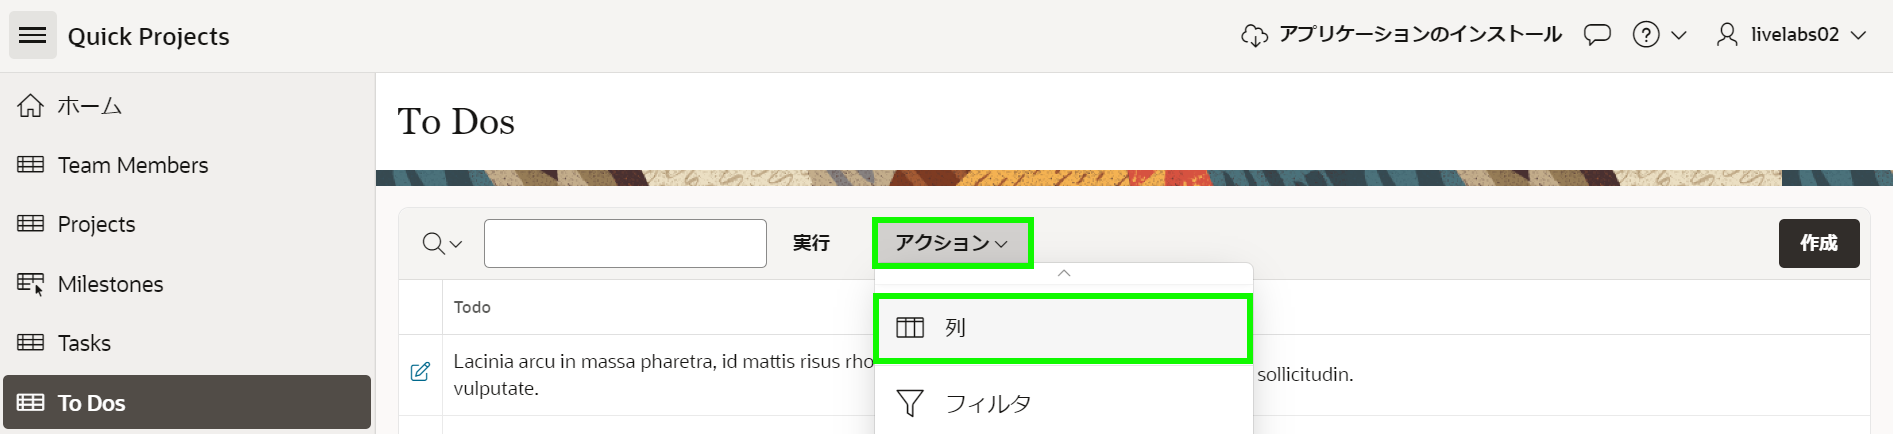 Quick Projects
アプリケーションのインストール
livelabs02
ホーム
Team Members
Projects
Milestones
Tasks
To Dos
To Dos
実行
アクション
作成
列
フィルタ
Todo
Lacinia arcu in massa pharetra, id mattis risus rho
sollicitudin.
vulputate.